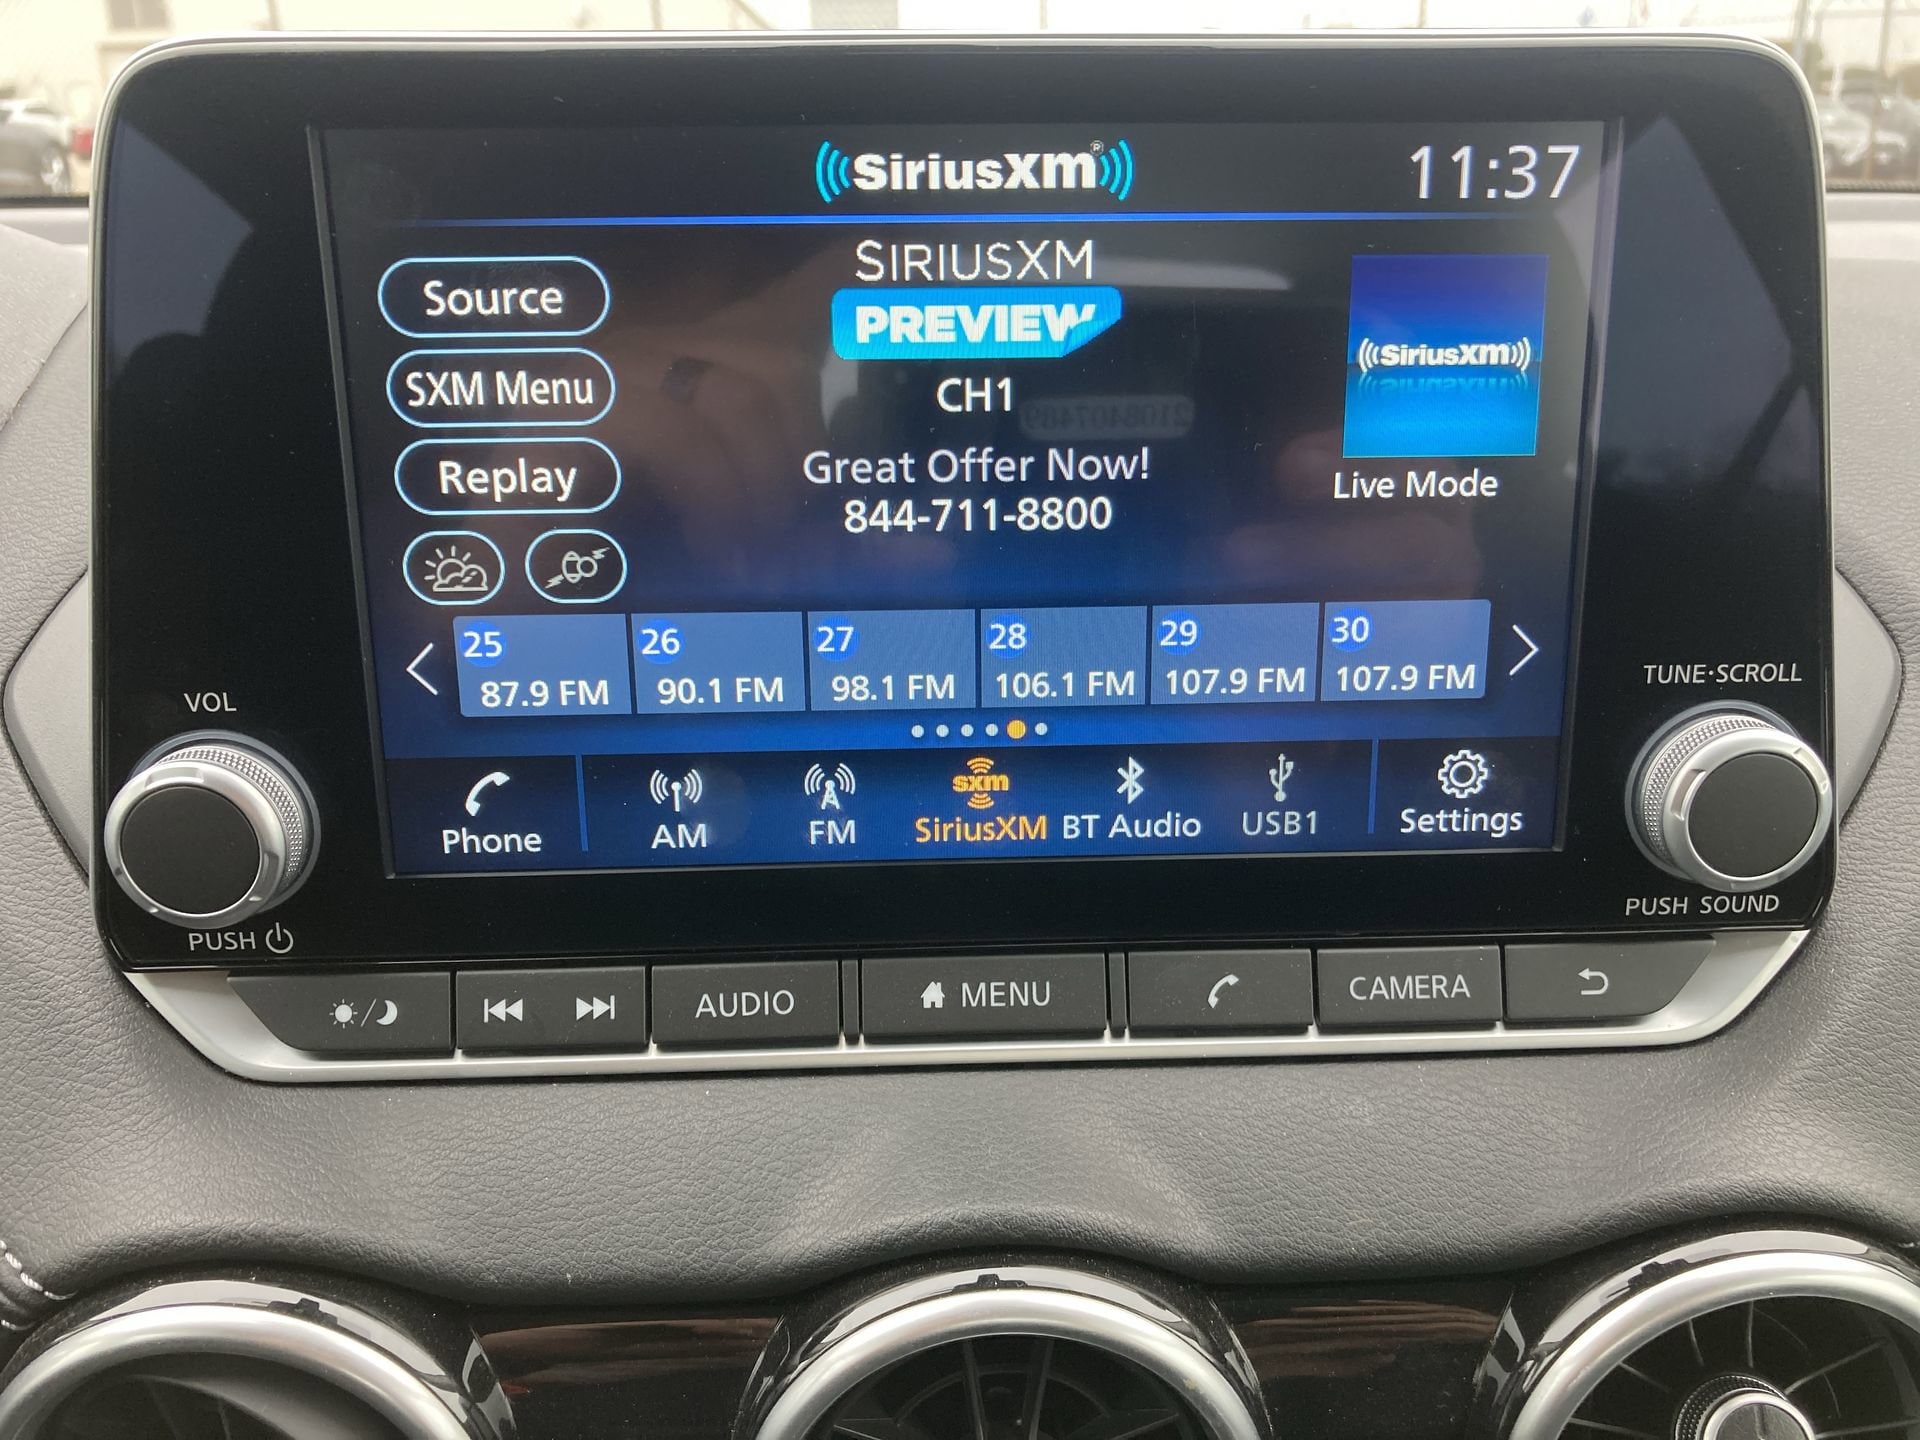 SiriusXM®
11:37
Source
SXM Menu
Replay
SIRIUSXM
PREVIEW
CH1
Great Offer Now!
844-711-8800
SiriusXM
Live Mode
25
87.9 FM
26
90.1 FM
27
98.1 FM
28
106.1 FM
29
107.9 FM
30
107.9 FM
Phone
AM
FM
sxm
SiriusXM
BT Audio
USB1
Settings
VOL
PUSH
TUNE·SCROLL
PUSH SOUND
AUDIO
MENU
CAMERA